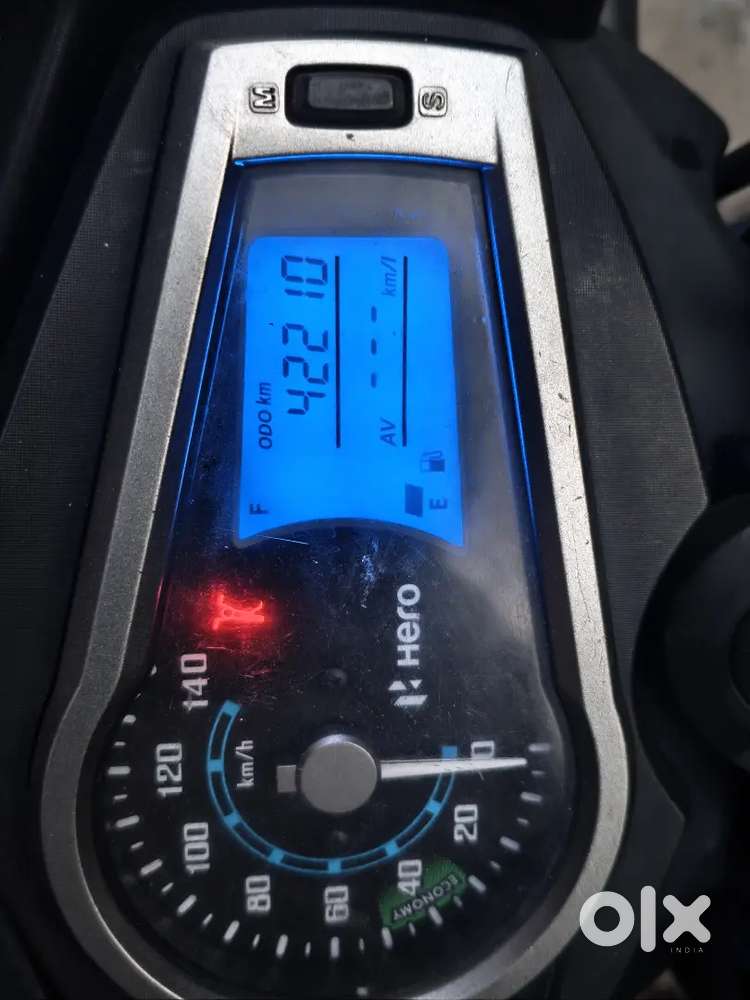 M
S
ODO km
42210
AV --- km/l
F
E
Hero
km/h
0
20
40
60
80
100
120
140
ECONOMY
olx
INDIA